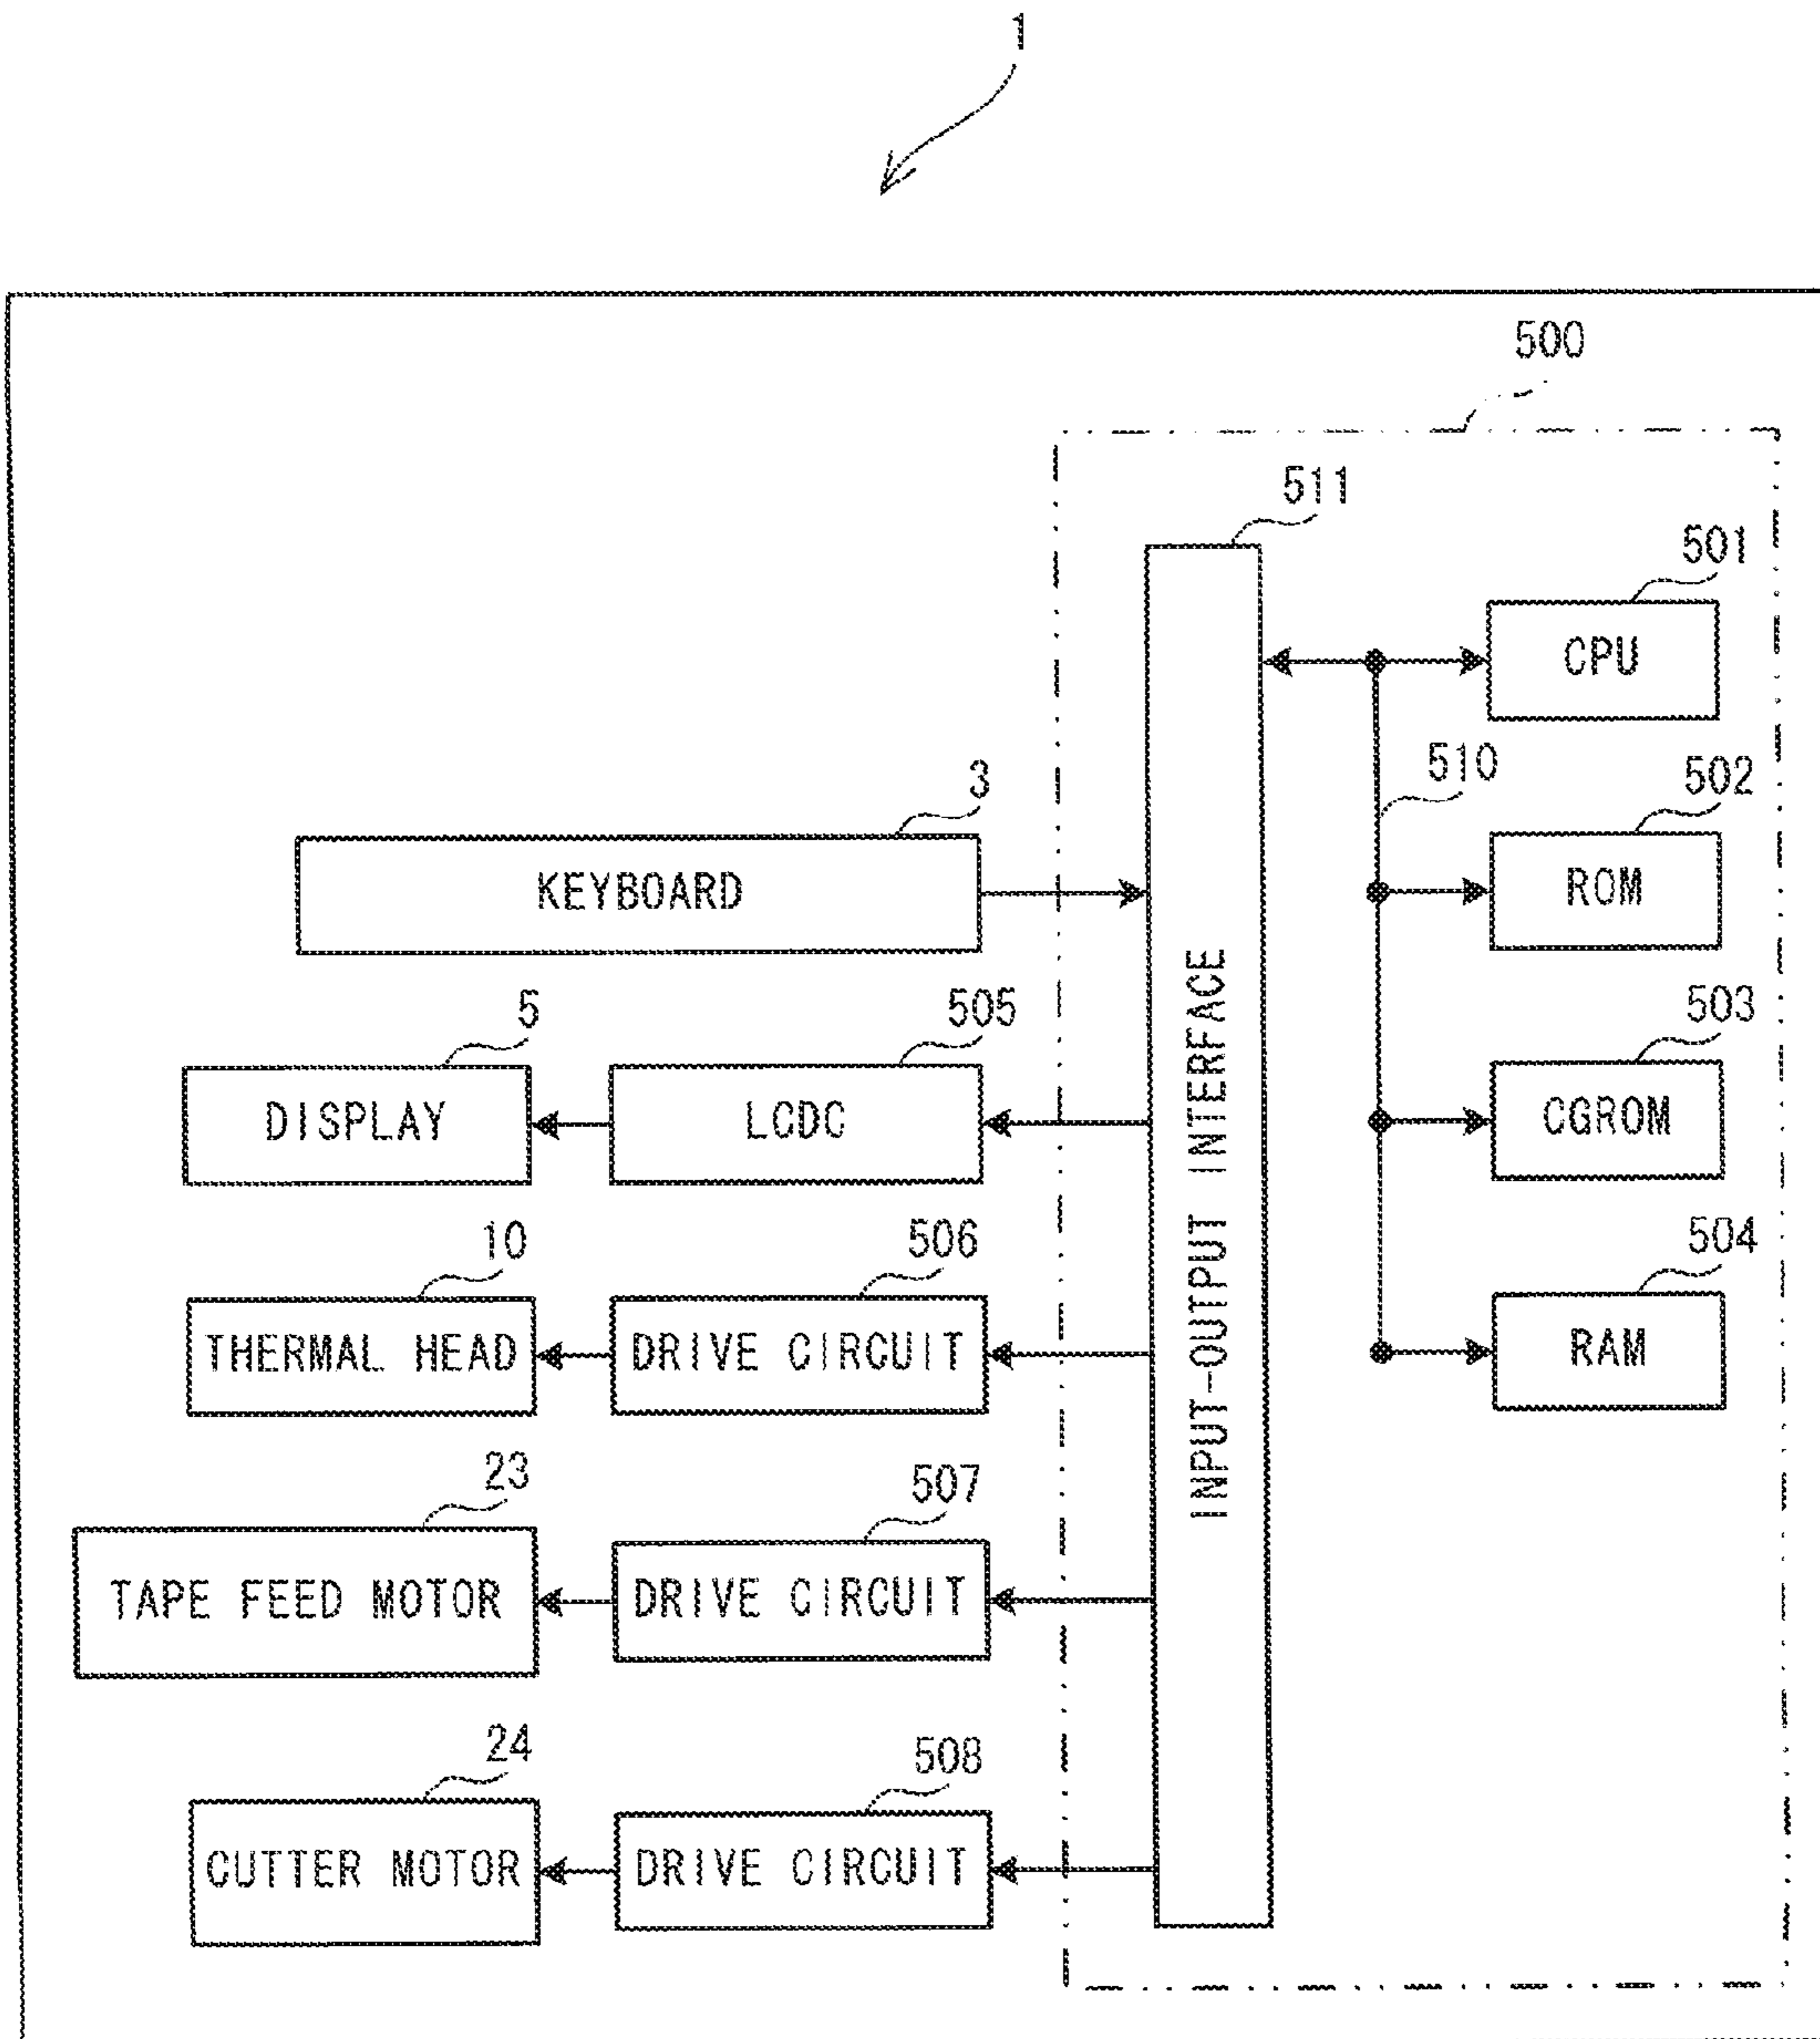 1
500
511
501
CPU
510
502
3
KEYBOARD
ROM
INPUT-OUTPUT INTERFACE
5
505
503
DISPLAY
LCDC
CGROM
10
506
504
THERMAL HEAD
DRIVE CIRCUIT
RAM
23
507
TAPE FEED MOTOR
DRIVE CIRCUIT
24
508
CUTTER MOTOR
DRIVE CIRCUIT